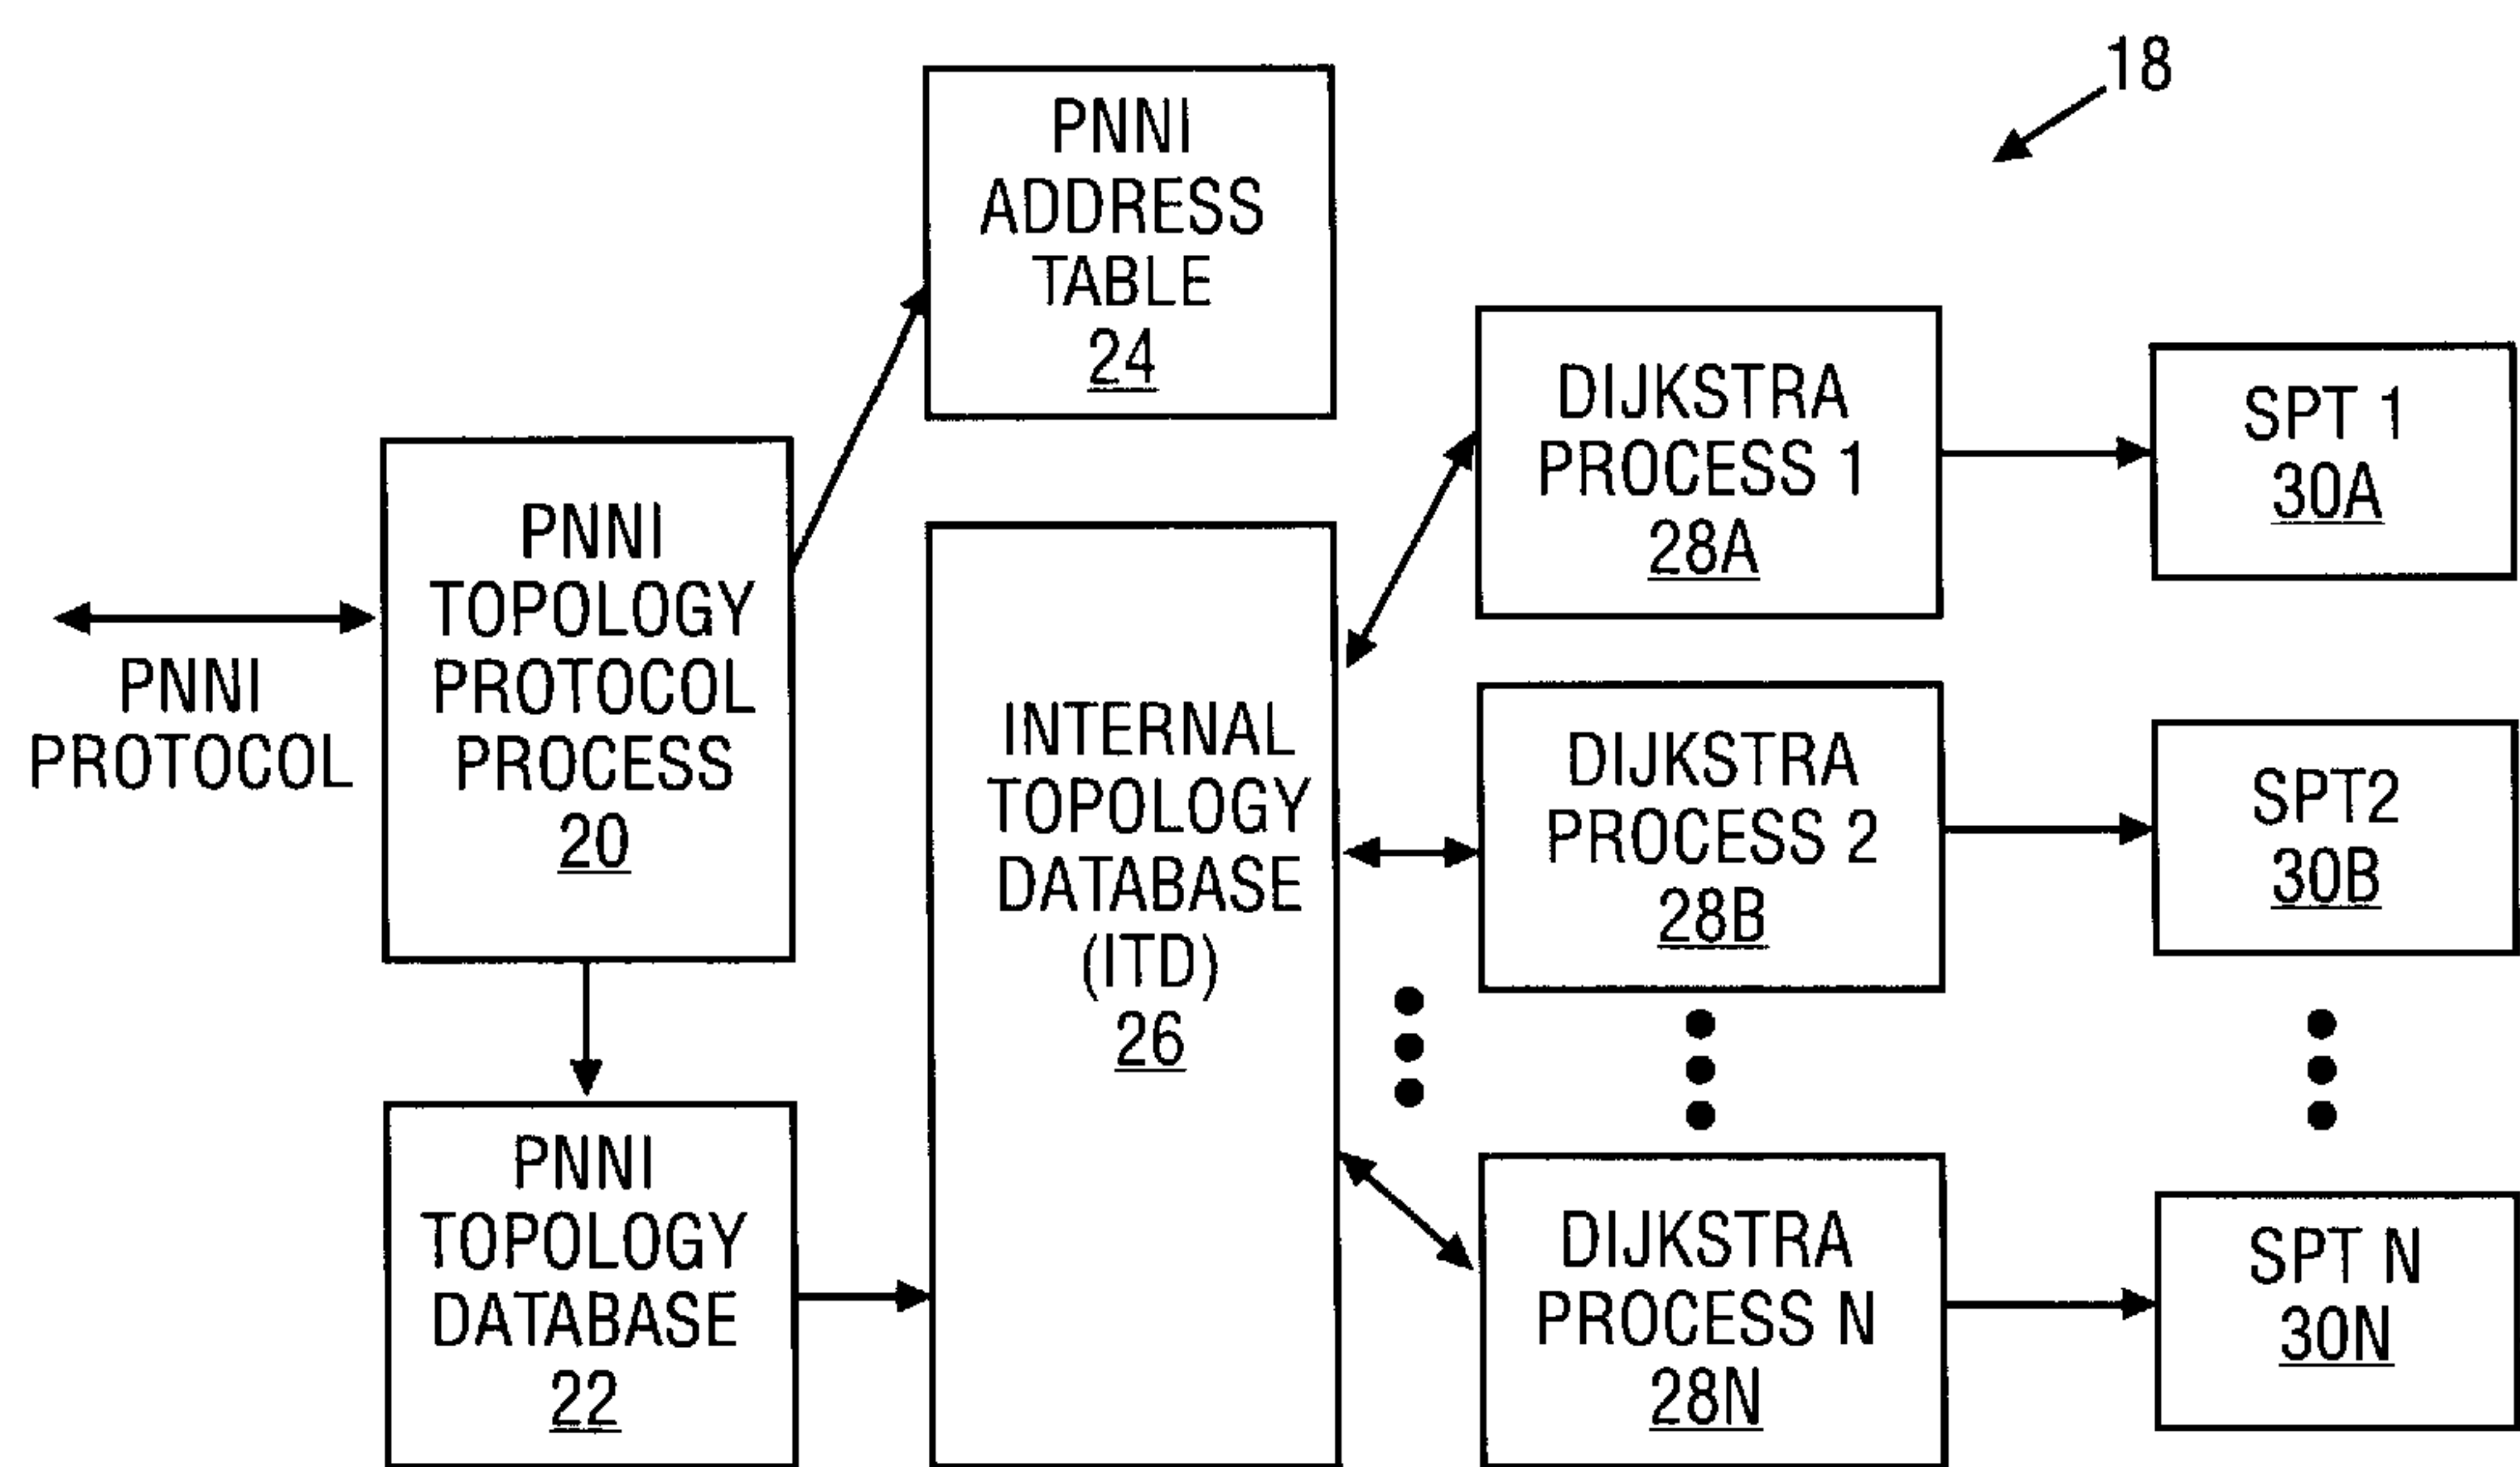 18
PNNI
ADDRESS
TABLE
24
PNNI
PROTOCOL
PNNI
TOPOLOGY
PROTOCOL
PROCESS
20
PNNI
TOPOLOGY
DATABASE
22
INTERNAL
TOPOLOGY
DATABASE
(ITD)
26
DIJKSTRA
PROCESS 1
28A
SPT 1
30A
DIJKSTRA
PROCESS 2
28B
SPT2
30B
DIJKSTRA
PROCESS N
28N
SPT N
30N